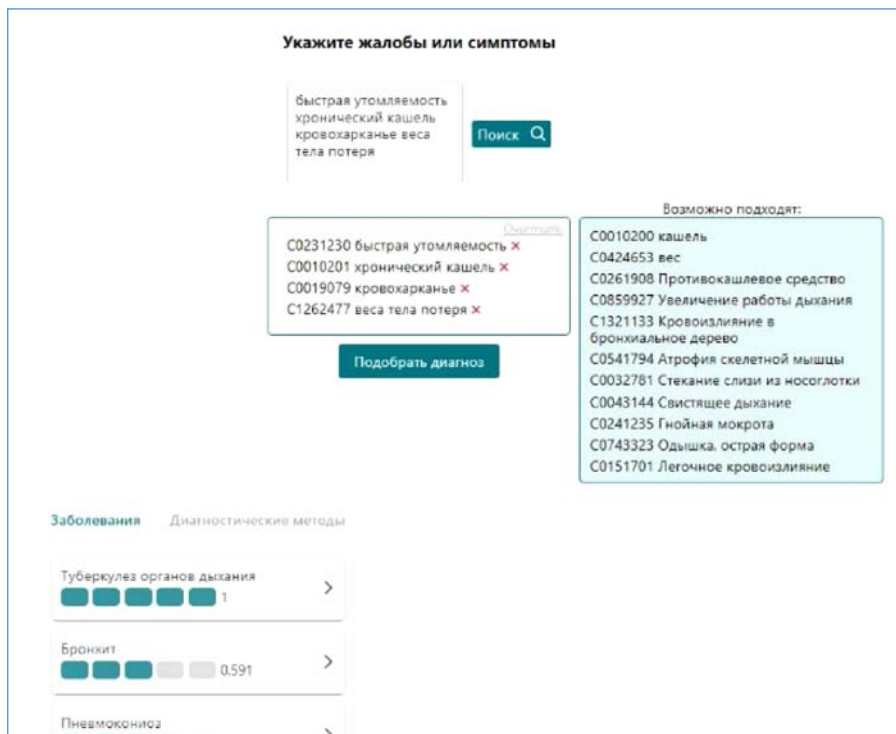 Укажите жалобы или симптомы
быстрая утомляемость
хронический кашель
кровохарканье веса
тела потеря
Поиск
Очистить
C0231230 быстрая утомляемость ×
C0010201 хронический кашель ×
C0019079 кровохарканье ×
C1262477 веса тела потеря ×
Подобрать диагноз
Возможно подходят:
C0010200 кашель
C0424653 вес
C0261908 Противокашлевое средство
C0859927 Увеличение работы дыхания
C1321133 Кровоизлияние в
бронхиальное дерево
C0541794 Атрофия скелетной мышцы
C0032781 Стекание слизи из носоглотки
C0043144 Свистящее дыхание
C0241235 Гнойная мокрота
C0743323 Одышка, острая форма
C0151701 Легочное кровоизлияние
Заболевания Диагностические методы
Туберкулез органов дыхания
1
Бронхит
0.591
Пневмокониоз